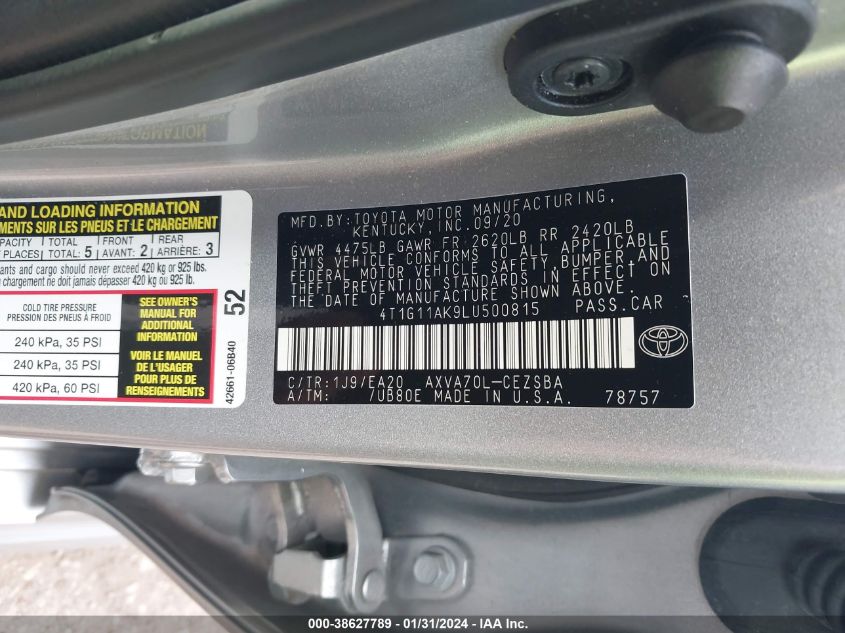 AND LOADING INFORMATION
MENTS SUR LES PNEUS ET LE CHARGEMENT
TOTAL FRONT REAR
TOTAL: 5 AVANT: 2 ARRIÈRE: 3
and cargo should never exceed 420 kg or 925 lbs.
chargement ne doit jamais dépasser 420 kg ou 925 lb.
COLD TIRE PRESSURE
PRESSION DES PNEUS À FROID
240 kPa, 35 PSI
240 kPa, 35 PSI
420 kPa, 60 PSI
SEE OWNER'S
MANUAL FOR
ADDITIONAL
INFORMATION
VOIR LE MANUEL
DE L'USAGER
POUR PLUS DE
RENSEIGNEMENTS
52
42661-06B40
MFD.BY:TOYOTA MOTOR MANUFACTURING,
KENTUCKY, INC.09/20
GVWR 4475LB GAWR FR 2620LB RR 2420LB
THIS VEHICLE CONFORMS TO ALL APPLICABLE
FEDERAL MOTOR VEHICLE SAFETY, BUMPER,AND
THEFT PREVENTION STANDARDS IN EFFECT ON
THE DATE OF MANUFACTURE SHOWN ABOVE.
4T1G11AK9LU500815 PASS.CAR
C/TR:1J9/EA20 AXVA70L-CEZSBA
A/TM: /UB80E MADE IN U.S.A. 78757
000-38627789 - 01/31/2024 - IAA Inc.